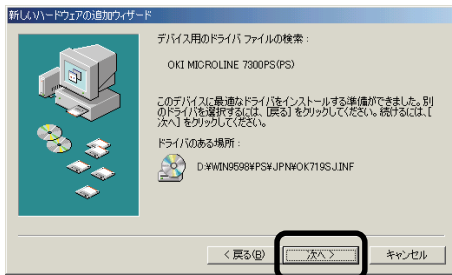 新しいハードウェアの追加ウィザード
デバイス用のドライバ ファイルの検索：
OKI MICROLINE 7300PS(PS)
このデバイスに最適なドライバをインストールする準備ができました。別
のドライバを選択するには、[戻る] をクリックしてください。続けるには、[
次へ] をクリックしてください。
ドライバのある場所：
D:¥WIN9598¥PS¥JPN¥OK719SJ.INF
< 戻る(B)
次へ >
キャンセル